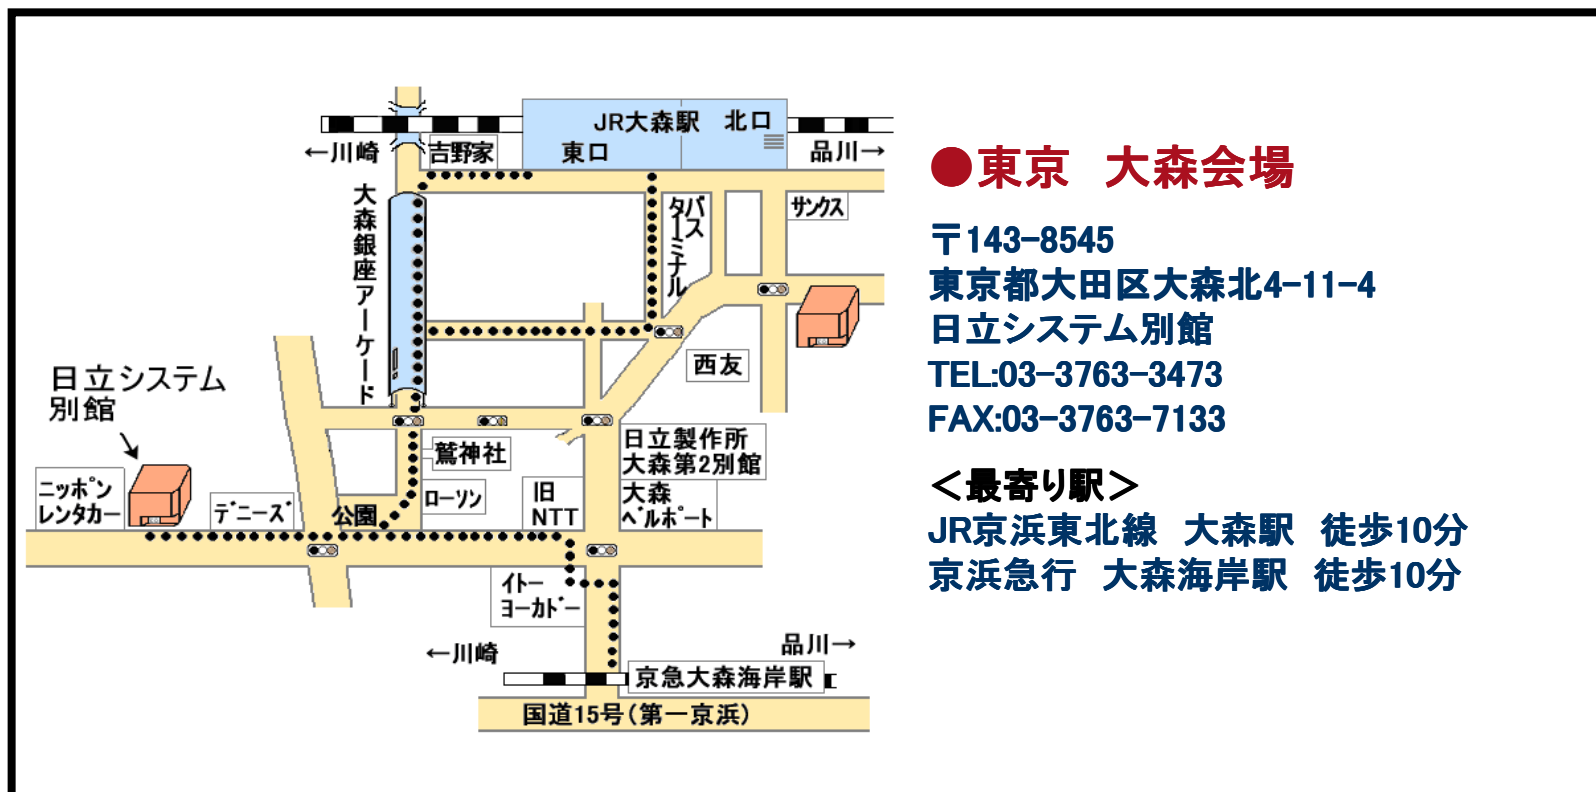 JR大森駅 北口
東口
←川崎
吉野家
品川→
大森銀座アーケード
バス
ターミナル
サンクス
西友
日立システム
別館
鷲神社
日立製作所
大森第2別館
ニッポン
レンタカー
デニーズ
公園
ローソン
旧
NTT
大森
ベルポート
イトー
ヨーカドー
←川崎
品川→
京急大森海岸駅
国道15号(第一京浜)
●東京 大森会場
〒143-8545
東京都大田区大森北4-11-4
日立システム別館
TEL:03-3763-3473
FAX:03-3763-7133
＜最寄り駅＞
JR京浜東北線 大森駅 徒歩10分
京浜急行 大森海岸駅 徒歩10分